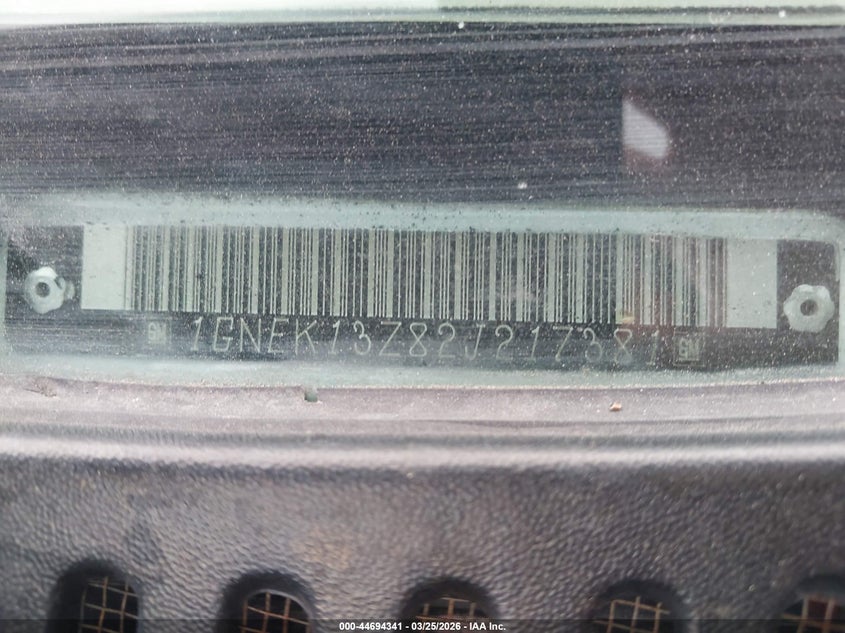 GM 1GNEK13Z82J217381 GM
000-44694341 - 03/25/2026 - IAA Inc.